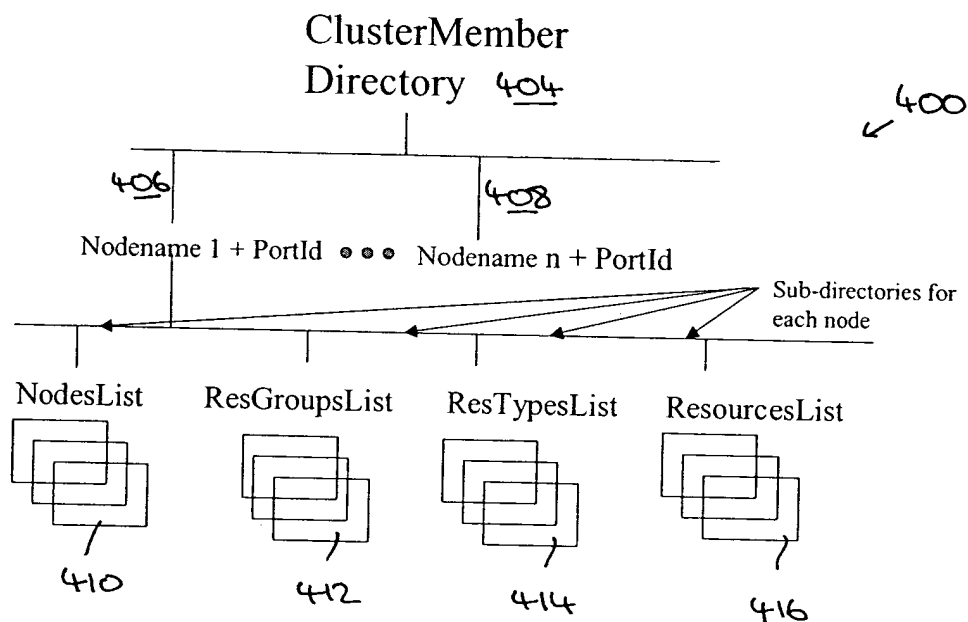 ClusterMember
Directory 404
400
406
408
Nodename 1 + PortId ● ● ● Nodename n + PortId
Sub-directories for
each node
NodesList ResGroupsList ResTypesList ResourcesList
410 412 414 416